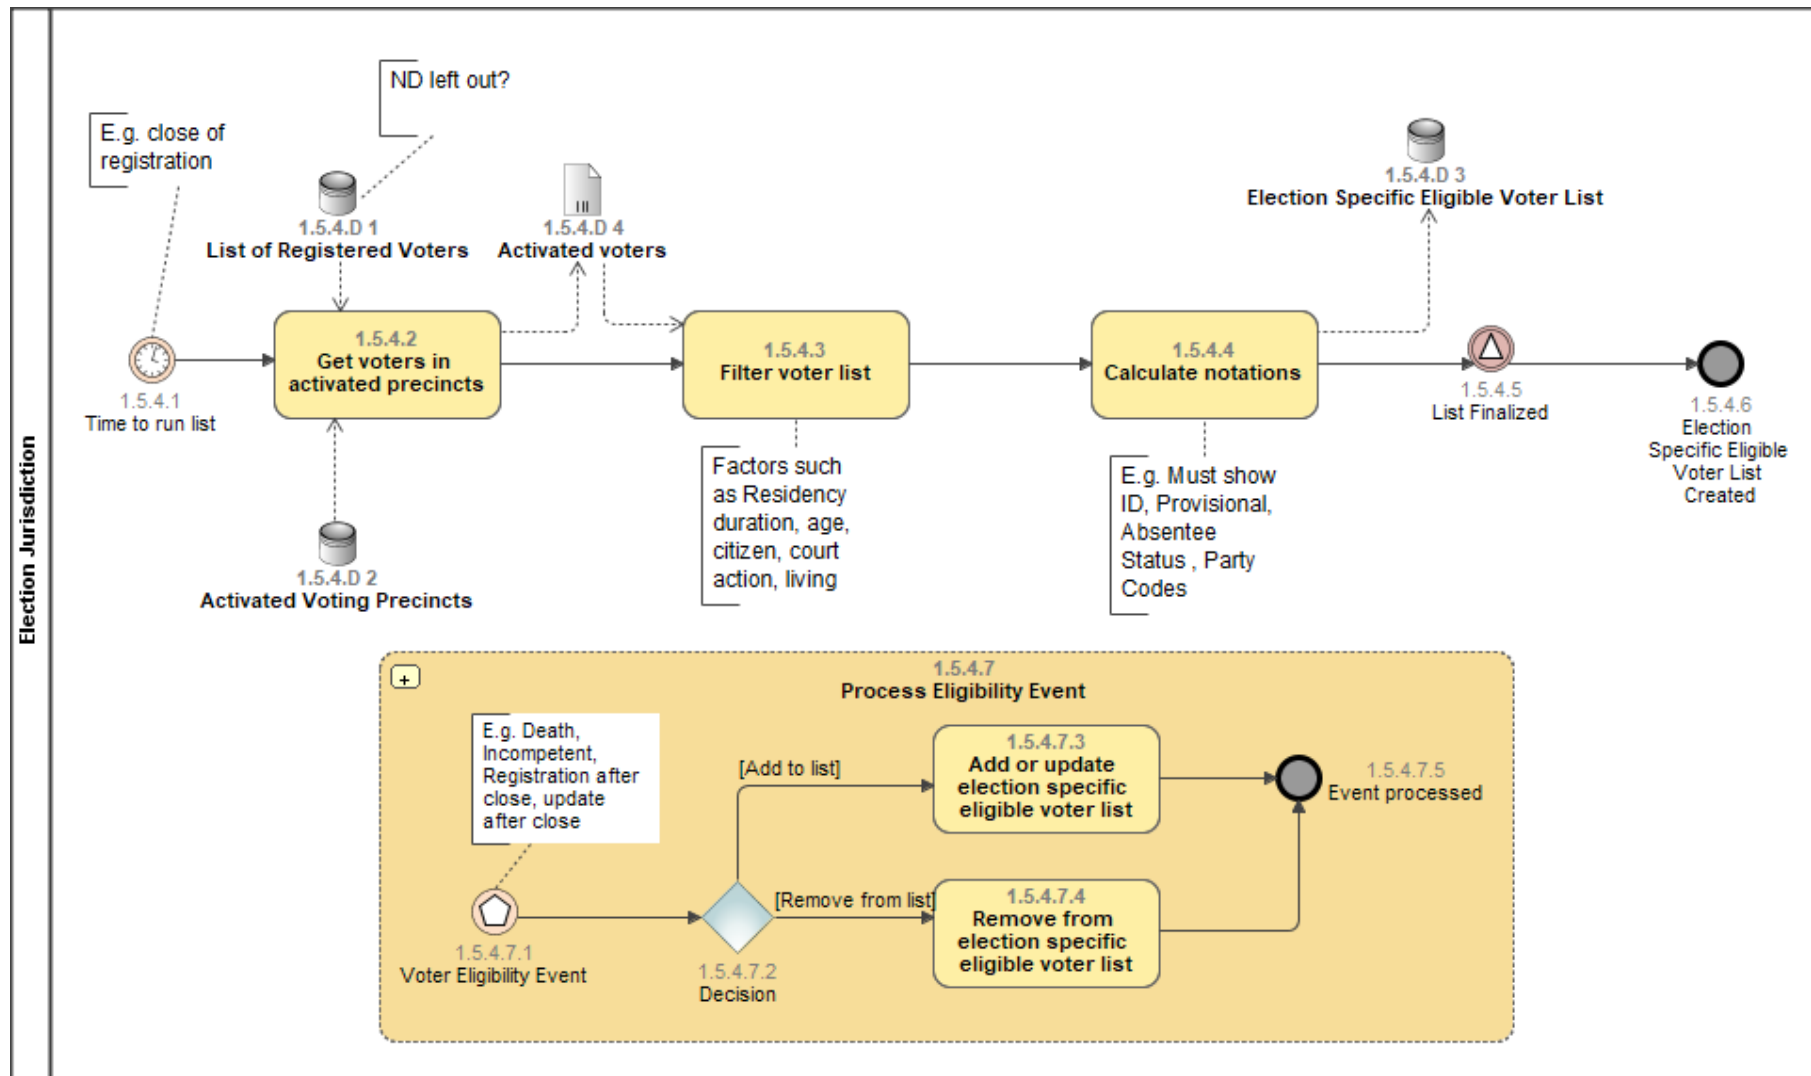 Election Jurisdiction
ND left out?
E.g. close of
registration
1.5.4.D 1
List of Registered Voters
1.5.4.D 4
Activated voters
1.5.4.D 3
Election Specific Eligible Voter List
1.5.4.1
Time to run list
1.5.4.2
Get voters in
activated precincts
1.5.4.3
Filter voter list
1.5.4.4
Calculate notations
1.5.4.5
List Finalized
1.5.4.6
Election
Specific Eligible
Voter List
Created
1.5.4.D 2
Activated Voting Precincts
Factors such
as Residency
duration, age,
citizen, court
action, living
E.g. Must show
ID, Provisional,
Absentee
Status , Party
Codes
1.5.4.7
Process Eligibility Event
E.g. Death,
Incompetent,
Registration after
close, update
after close
1.5.4.7.1
Voter Eligibility Event
1.5.4.7.2
Decision
[Add to list]
[Remove from list]
1.5.4.7.3
Add or update
election specific
eligible voter list
1.5.4.7.4
Remove from
election specific
eligible voter list
1.5.4.7.5
Event processed